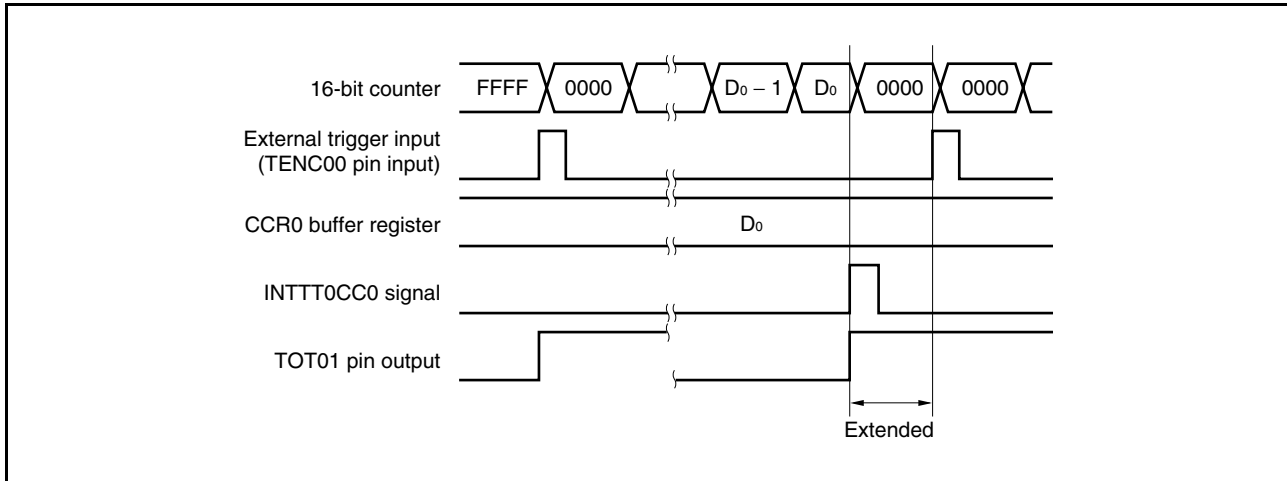 16-bit counter FFFF 0000 D₀ − 1 D₀ 0000 0000
External trigger input
(TENC00 pin input)
CCR0 buffer register D₀
INTTT0CC0 signal
TOT01 pin output
Extended